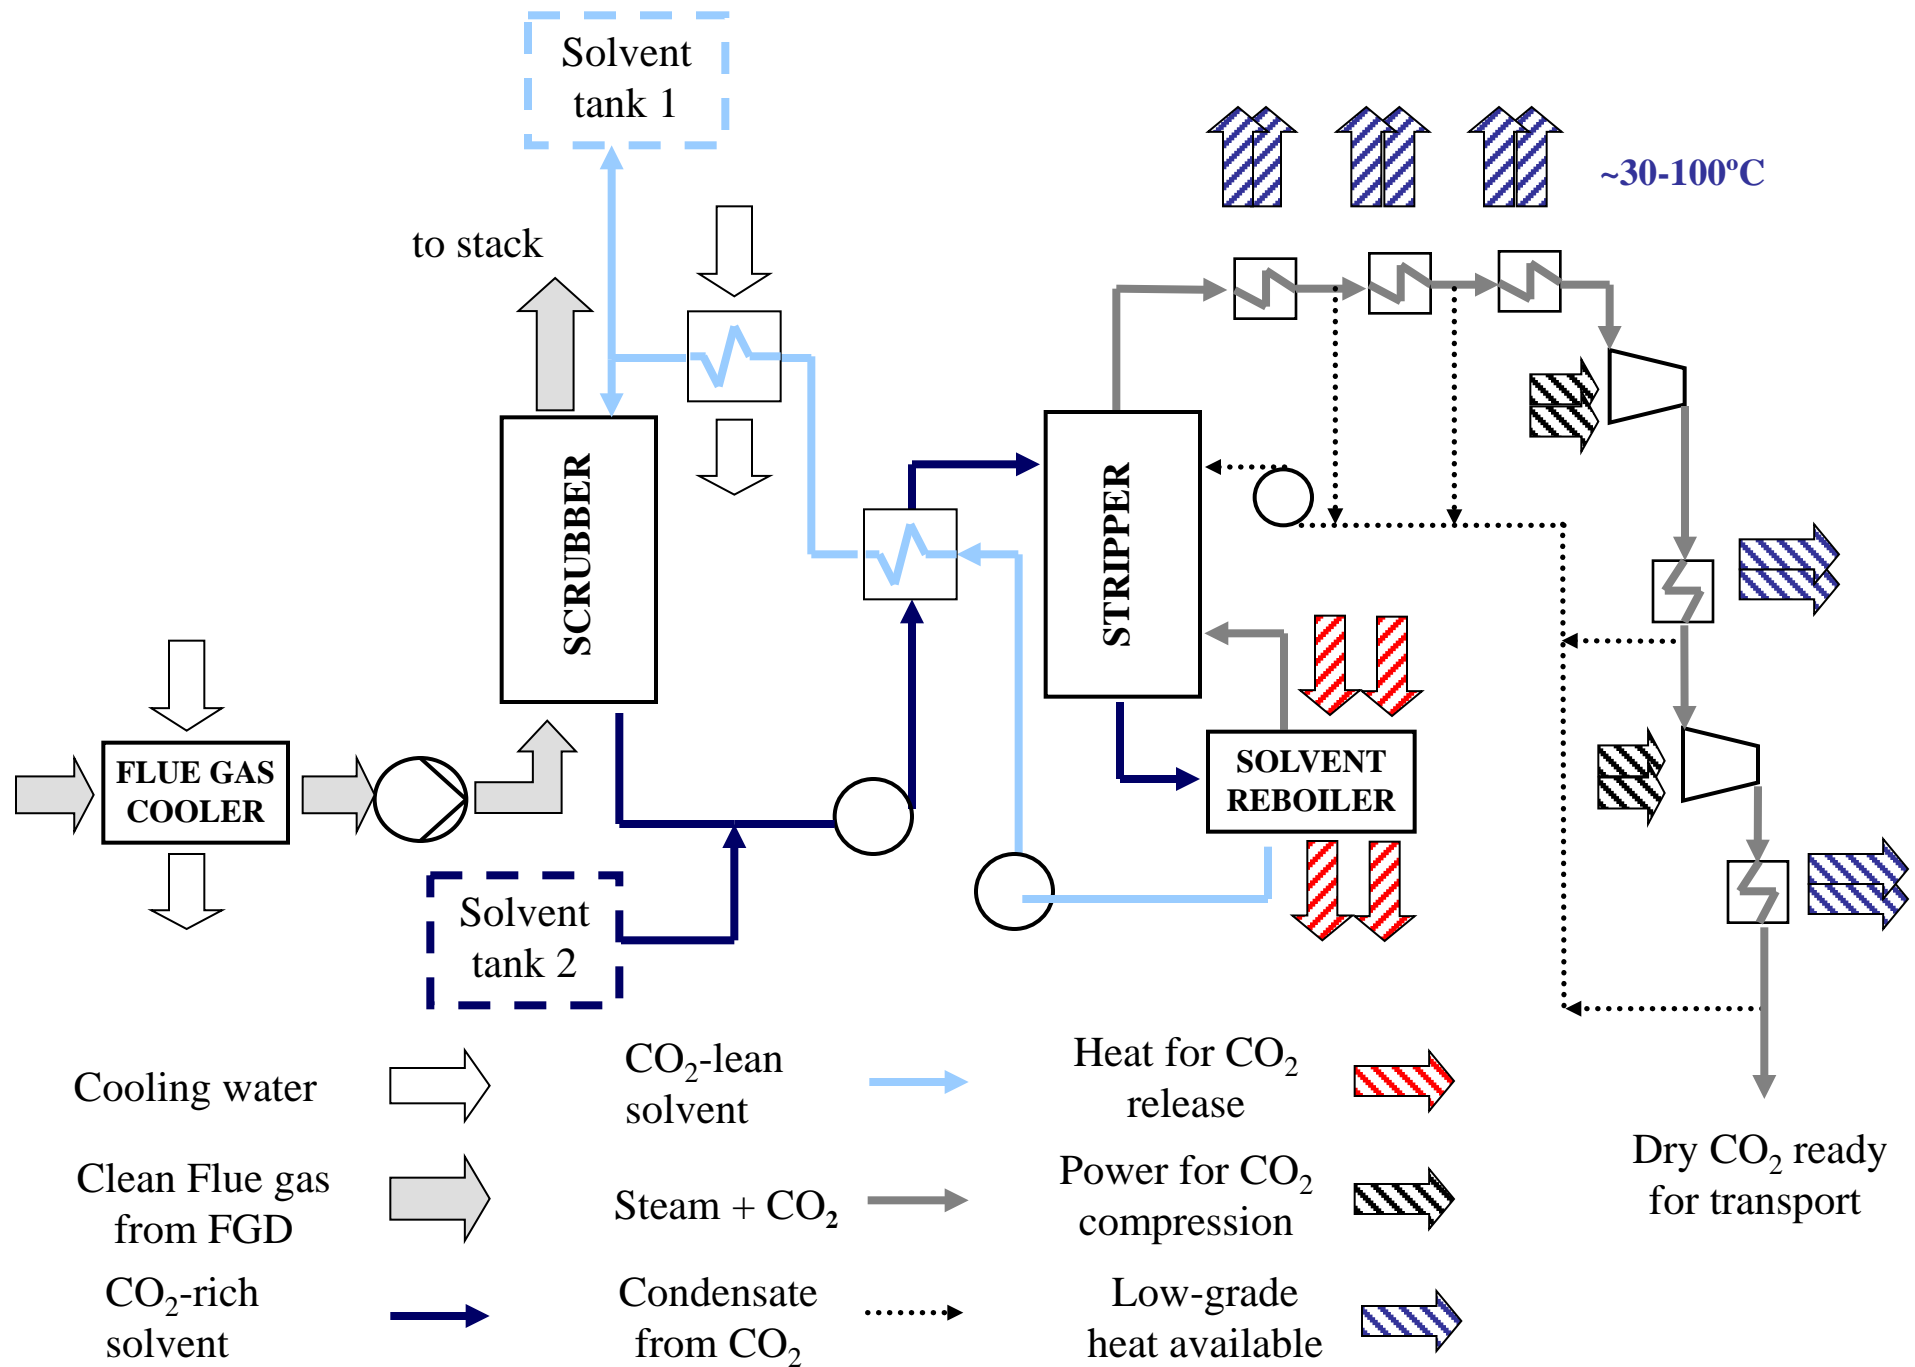 Solvent
tank 1
~30-100ºC
to stack
SCRUBBER
STRIPPER
FLUE GAS
COOLER
SOLVENT
REBOILER
Solvent
tank 2
Cooling water
CO₂-lean
solvent
Heat for CO₂
release
Clean Flue gas
from FGD
Steam + CO₂
Power for CO₂
compression
Dry CO₂ ready
for transport
CO₂-rich
solvent
Condensate
from CO₂
Low-grade
heat available